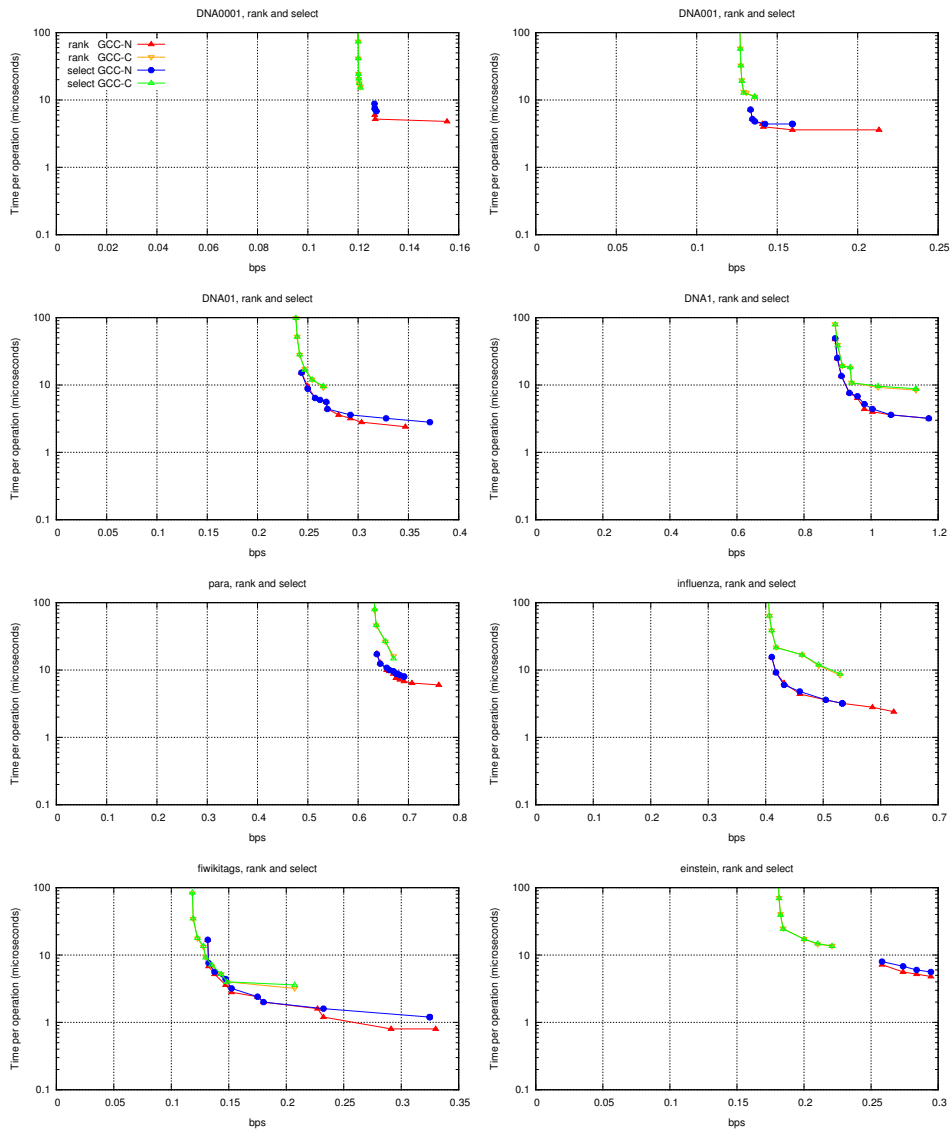 DNA0001, rank and select
100
10
1
0.1
Time per operation (microseconds)
rank GCC-N
rank GCC-C
select GCC-N
select GCC-C
0 0.02 0.04 0.06 0.08 0.1 0.12 0.14 0.16
bps
DNA001, rank and select
100
10
1
0.1
Time per operation (microseconds)
0 0.05 0.1 0.15 0.2 0.25
bps
DNA01, rank and select
100
10
1
0.1
Time per operation (microseconds)
0 0.05 0.1 0.15 0.2 0.25 0.3 0.35 0.4
bps
DNA1, rank and select
100
10
1
0.1
Time per operation (microseconds)
0 0.2 0.4 0.6 0.8 1 1.2
bps
para, rank and select
100
10
1
0.1
Time per operation (microseconds)
0 0.1 0.2 0.3 0.4 0.5 0.6 0.7 0.8
bps
influenza, rank and select
100
10
1
0.1
Time per operation (microseconds)
0 0.1 0.2 0.3 0.4 0.5 0.6 0.7
bps
fiwikitags, rank and select
100
10
1
0.1
Time per operation (microseconds)
0 0.05 0.1 0.15 0.2 0.25 0.3 0.35
bps
einstein, rank and select
100
10
1
0.1
Time per operation (microseconds)
0 0.05 0.1 0.15 0.2 0.25 0.3
bps